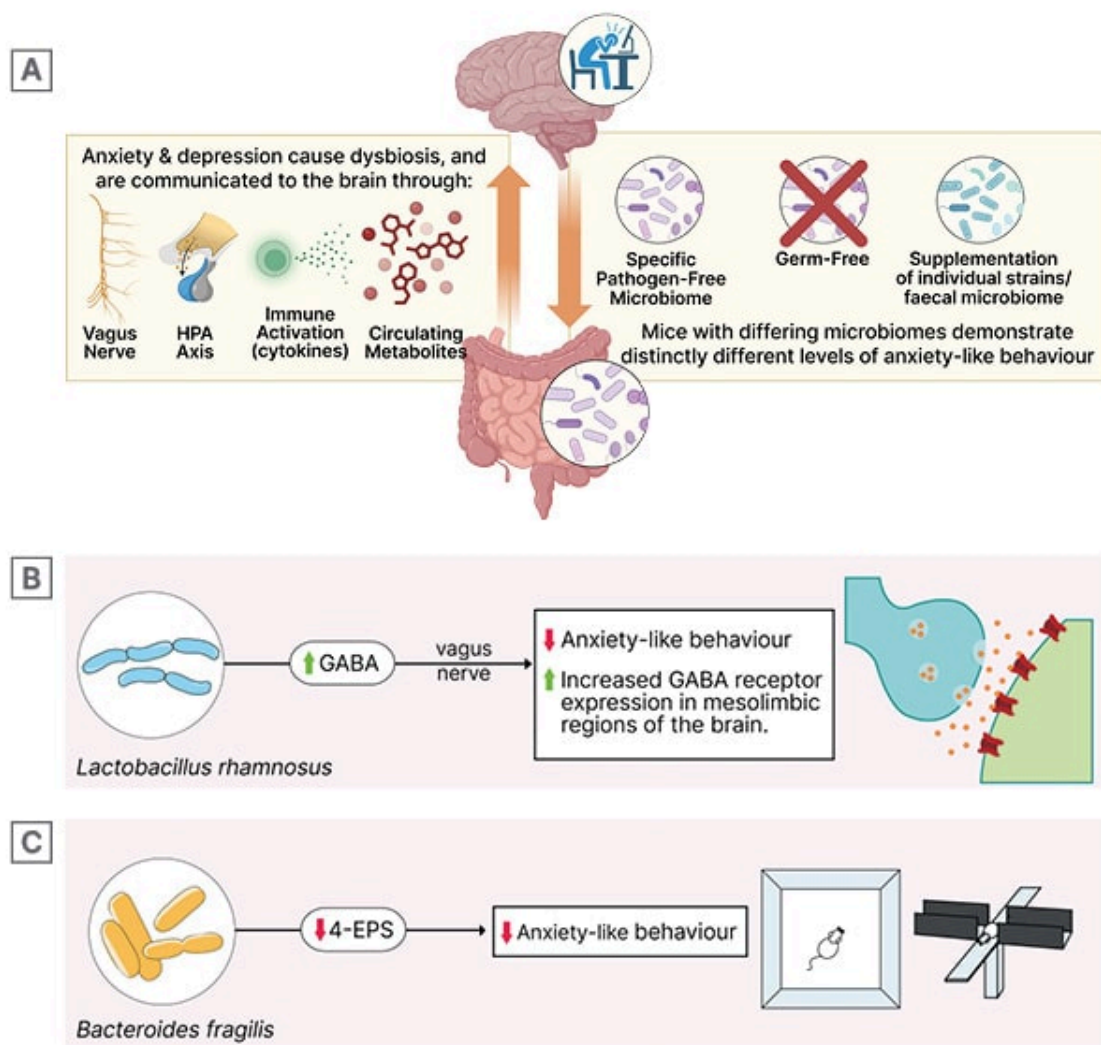 A
Anxiety & depression cause dysbiosis, and
are communicated to the brain through:
Vagus
Nerve
HPA
Axis
Immune
Activation
(cytokines)
Circulating
Metabolites
Specific
Pathogen-Free
Microbiome
Germ-Free
Supplementation
of individual strains/
faecal microbiome
Mice with differing microbiomes demonstrate
distinctly different levels of anxiety-like behaviour
B
Lactobacillus rhamnosus
GABA
vagus
nerve
Anxiety-like behaviour
Increased GABA receptor
expression in mesolimbic
regions of the brain.
C
Bacteroides fragilis
4-EPS
Anxiety-like behaviour